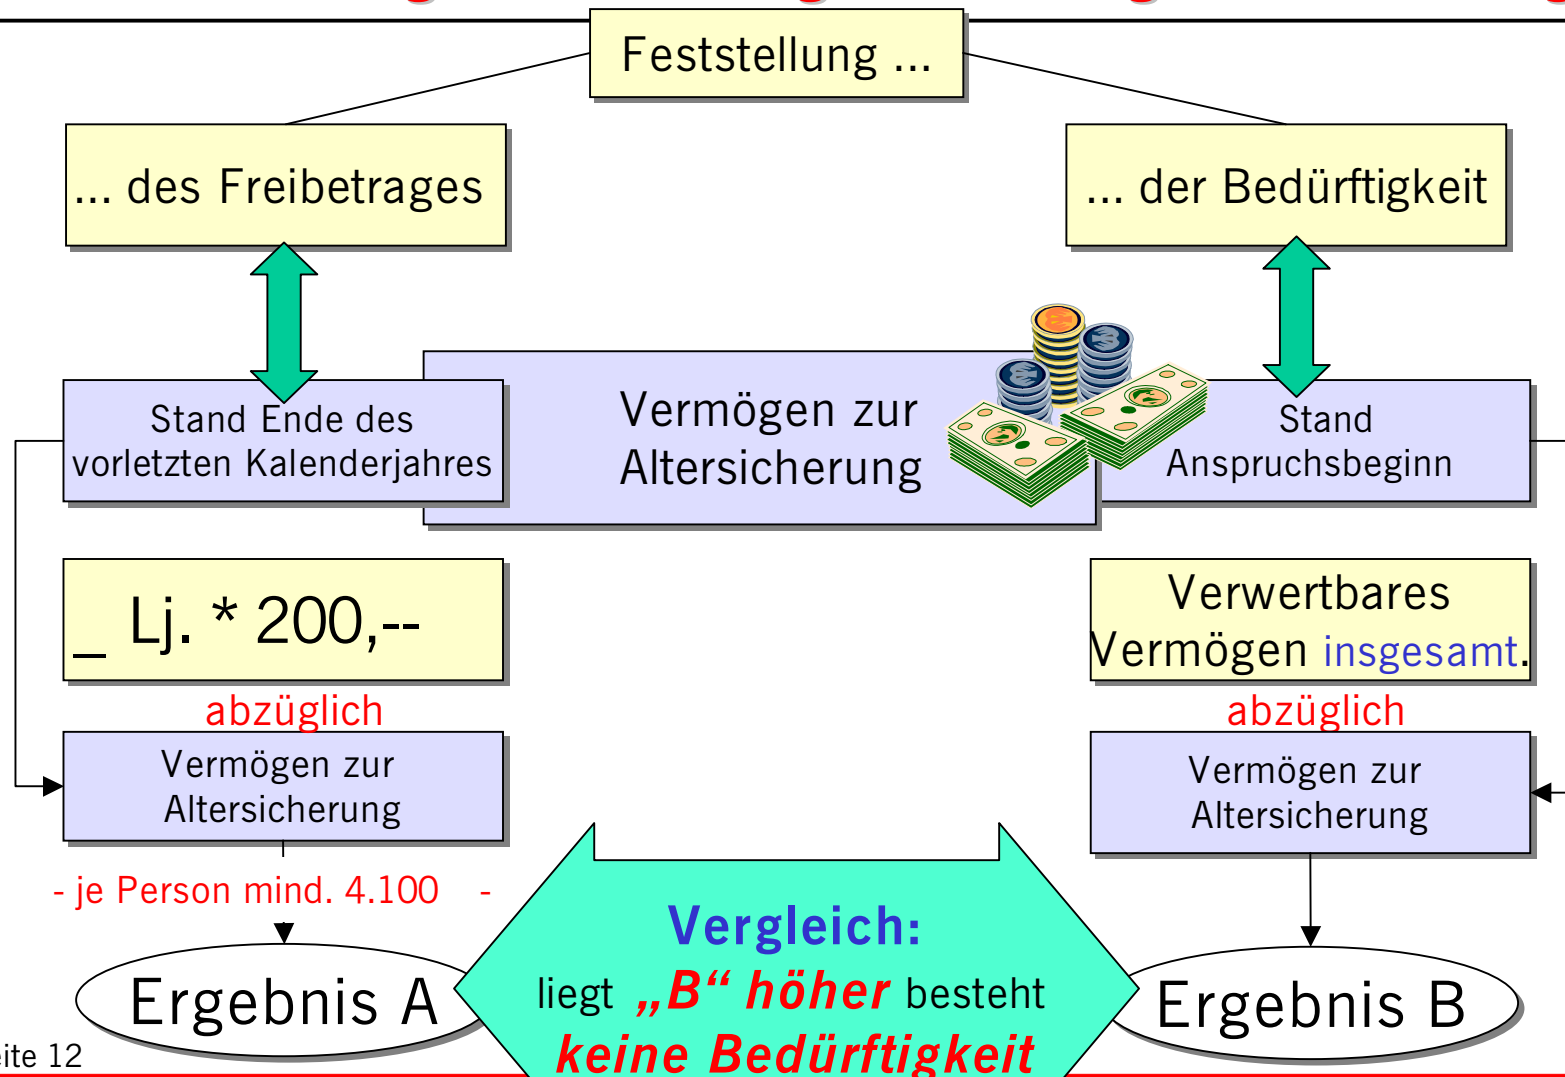 Feststellung ...
... des Freibetrages
... der Bedürftigkeit
Stand Ende des
vorletzten Kalenderjahres
Vermögen zur
Altersicherung
Stand
Anspruchsbeginn
_ Lj. * 200,--
Verwertbares
Vermögen insgesamt.
abzüglich
abzüglich
Vermögen zur
Altersicherung
Vermögen zur
Altersicherung
- je Person mind. 4.100 -
Vergleich:
liegt „B“ höher besteht
keine Bedürftigkeit
Ergebnis A
Ergebnis B
eite 12